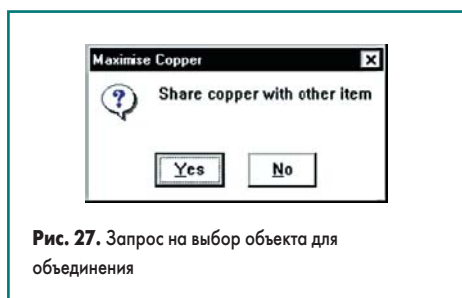 Maximise Copper
Share copper with other item
Yes No
Рис. 27. Запрос на выбор объекта для
объединения